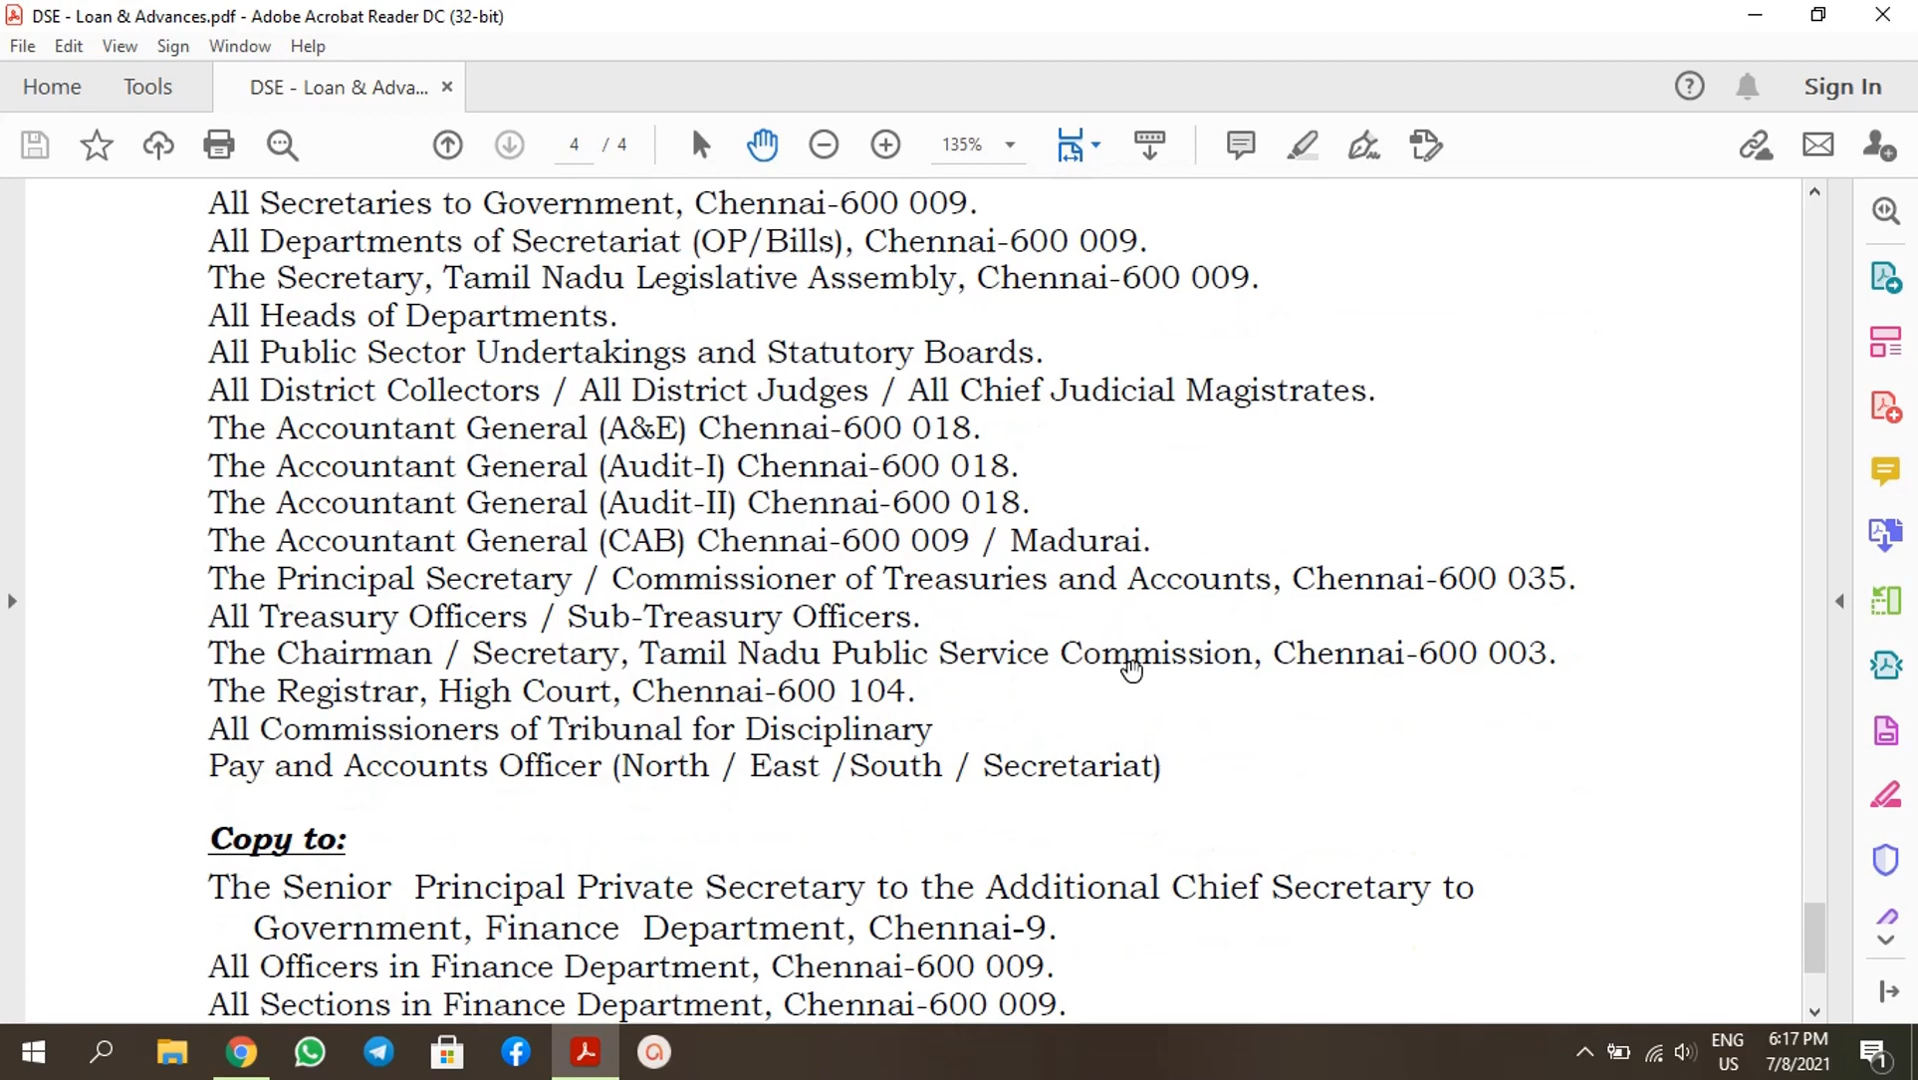 DSE - Loan & Advances.pdf - Adobe Acrobat Reader DC (32-bit)
File Edit View Sign Window Help
Home Tools DSE - Loan & Adva... × Sign In
4 / 4 135%
All Secretaries to Government, Chennai-600 009.
All Departments of Secretariat (OP/Bills), Chennai-600 009.
The Secretary, Tamil Nadu Legislative Assembly, Chennai-600 009.
All Heads of Departments.
All Public Sector Undertakings and Statutory Boards.
All District Collectors / All District Judges / All Chief Judicial Magistrates.
The Accountant General (A&E) Chennai-600 018.
The Accountant General (Audit-I) Chennai-600 018.
The Accountant General (Audit-II) Chennai-600 018.
The Accountant General (CAB) Chennai-600 009 / Madurai.
The Principal Secretary / Commissioner of Treasuries and Accounts, Chennai-600 035.
All Treasury Officers / Sub-Treasury Officers.
The Chairman / Secretary, Tamil Nadu Public Service Commission, Chennai-600 003.
The Registrar, High Court, Chennai-600 104.
All Commissioners of Tribunal for Disciplinary
Pay and Accounts Officer (North / East /South / Secretariat)
Copy to:
The Senior Principal Private Secretary to the Additional Chief Secretary to
Government, Finance Department, Chennai-9.
All Officers in Finance Department, Chennai-600 009.
All Sections in Finance Department, Chennai-600 009.
ENG 6:17 PM
US 7/8/2021 1